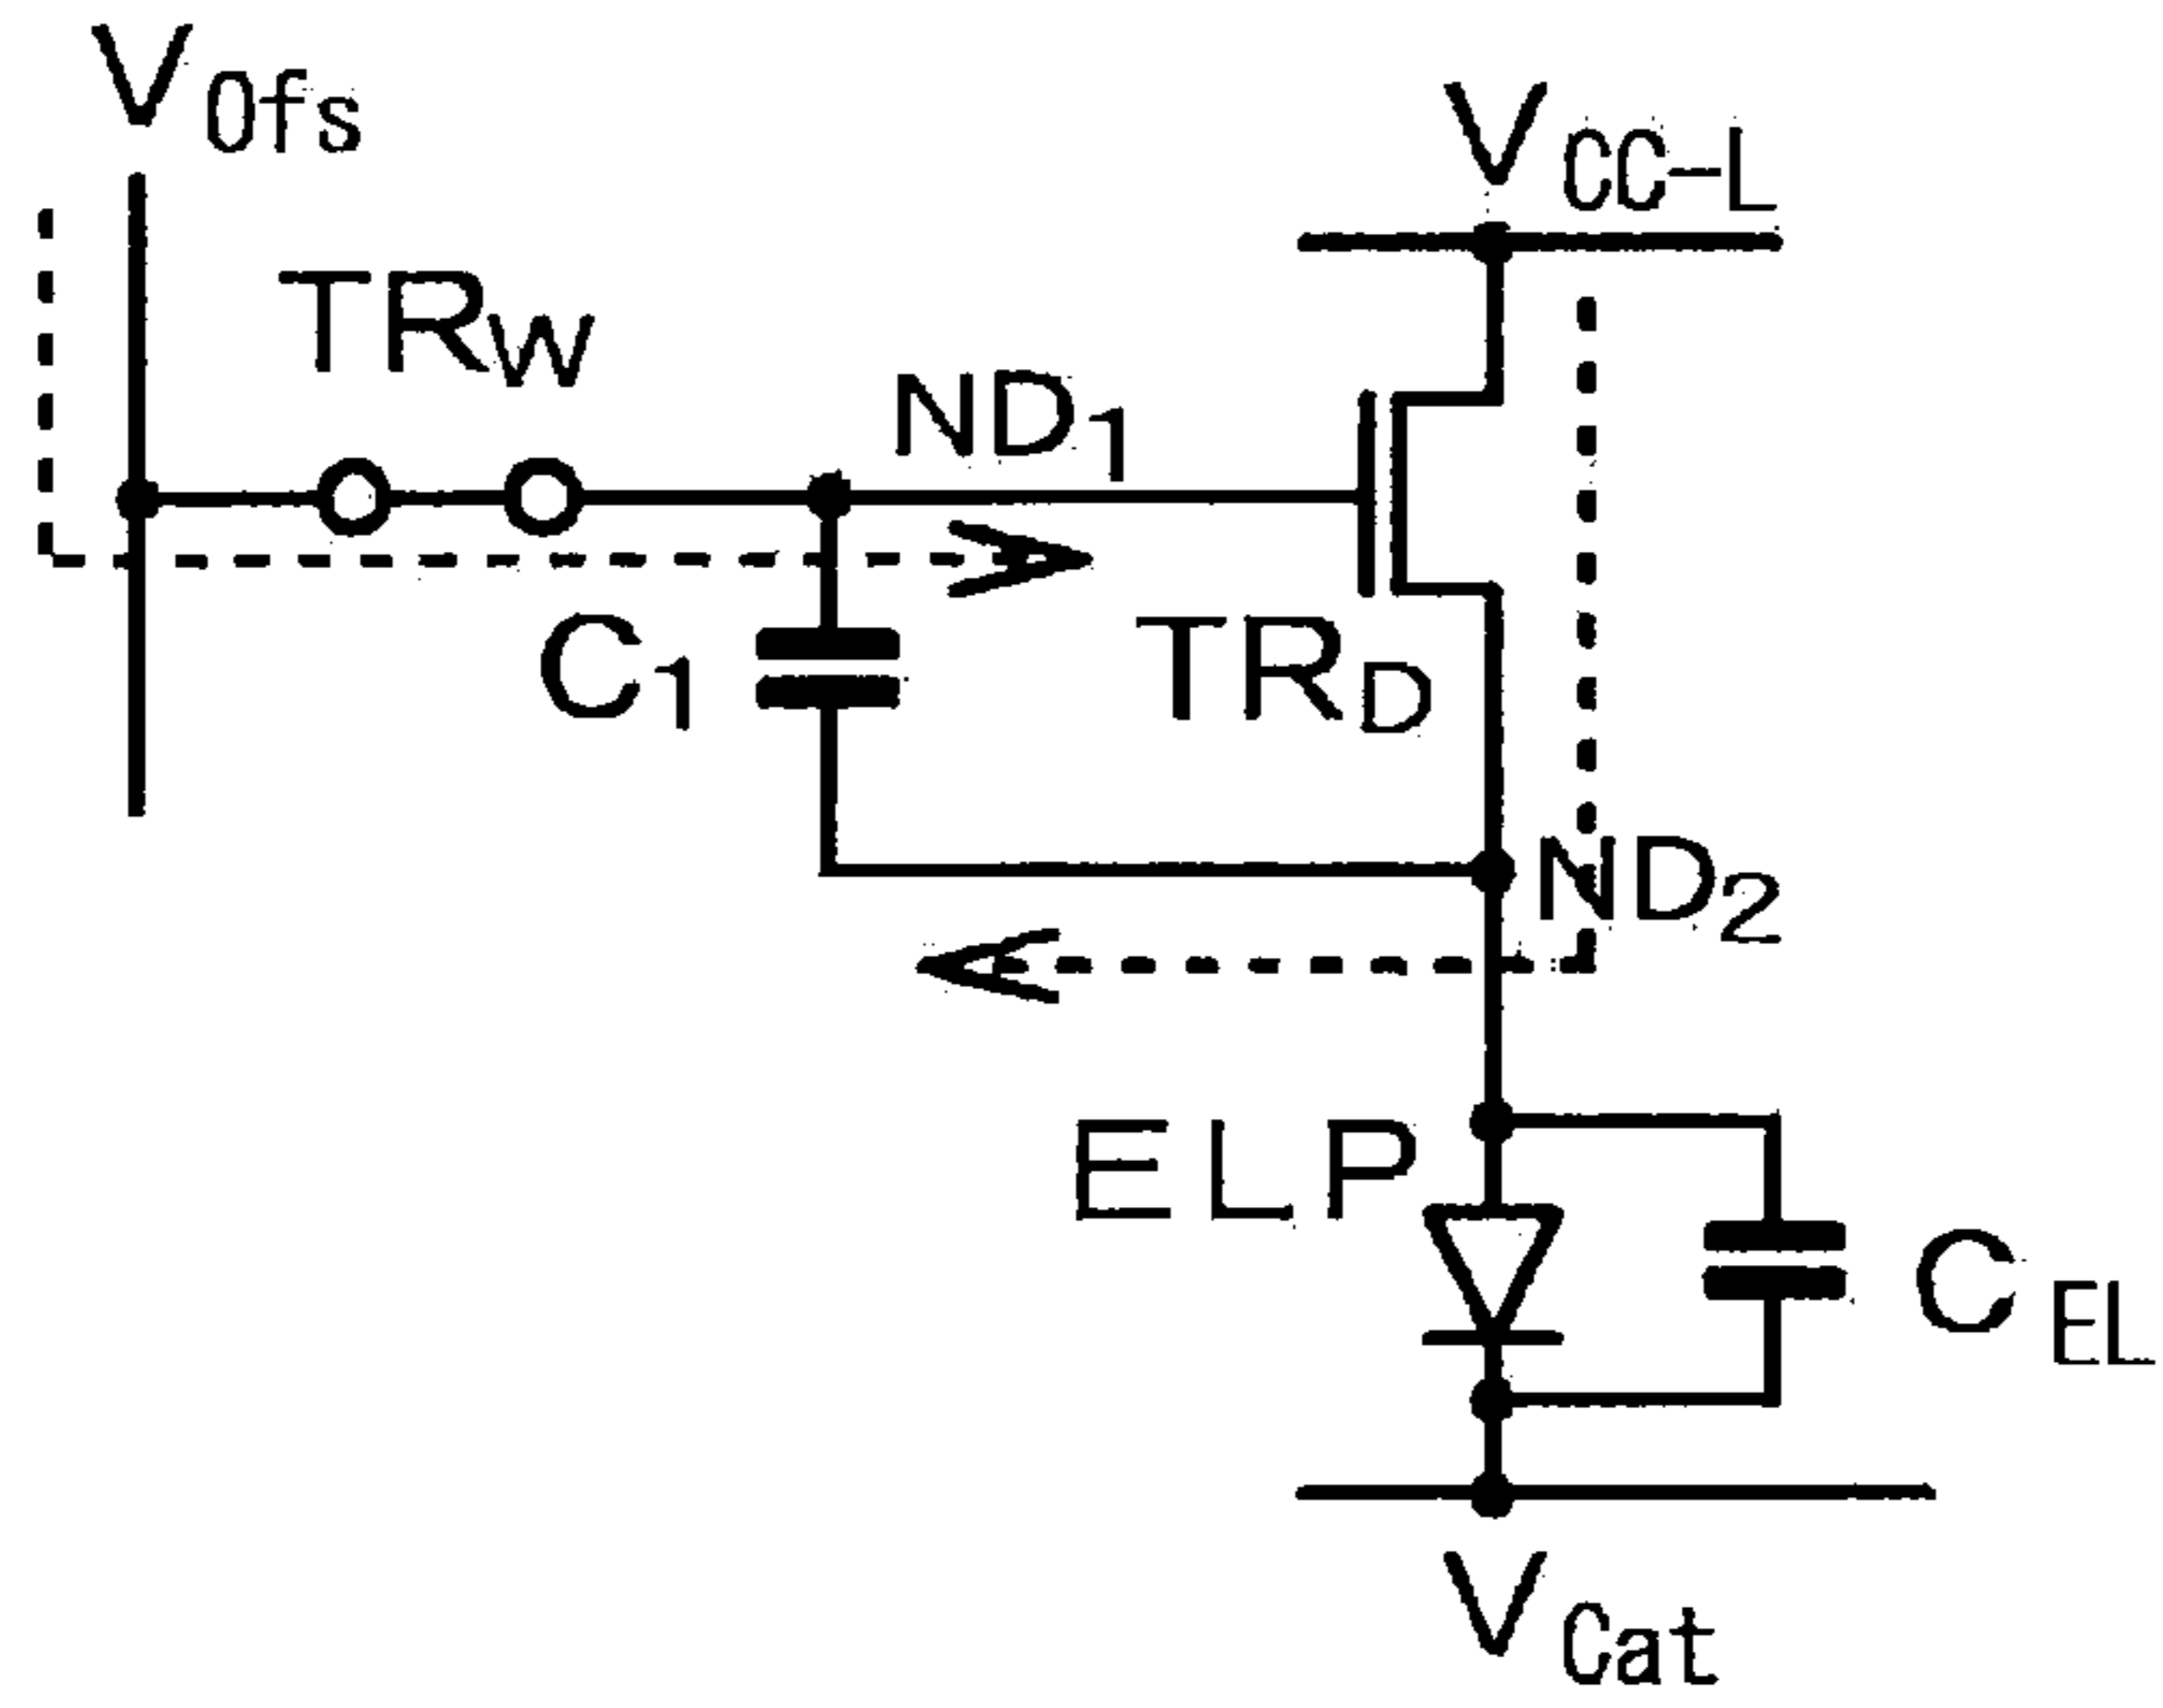 V0fs
VCC-L
TRW
ND1
C1
TRD
ND2
ELP
CEL
VCat